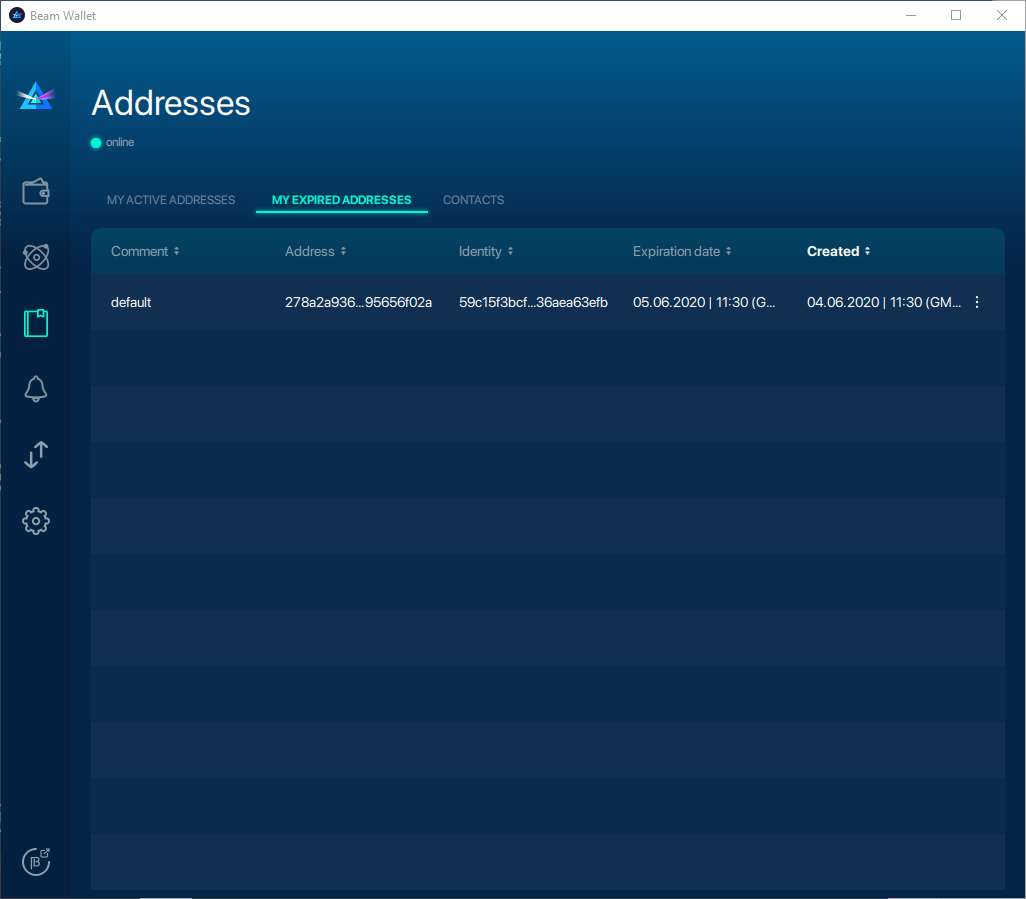 Beam Wallet
Addresses
online
MY ACTIVE ADDRESSES MY EXPIRED ADDRESSES CONTACTS
Comment Address Identity Expiration date Created
default 278a2a936...95656f02a 59c15f3bcf...36aea63efb 05.06.2020 | 11:30 (G... 04.06.2020 | 11:30 (GM...